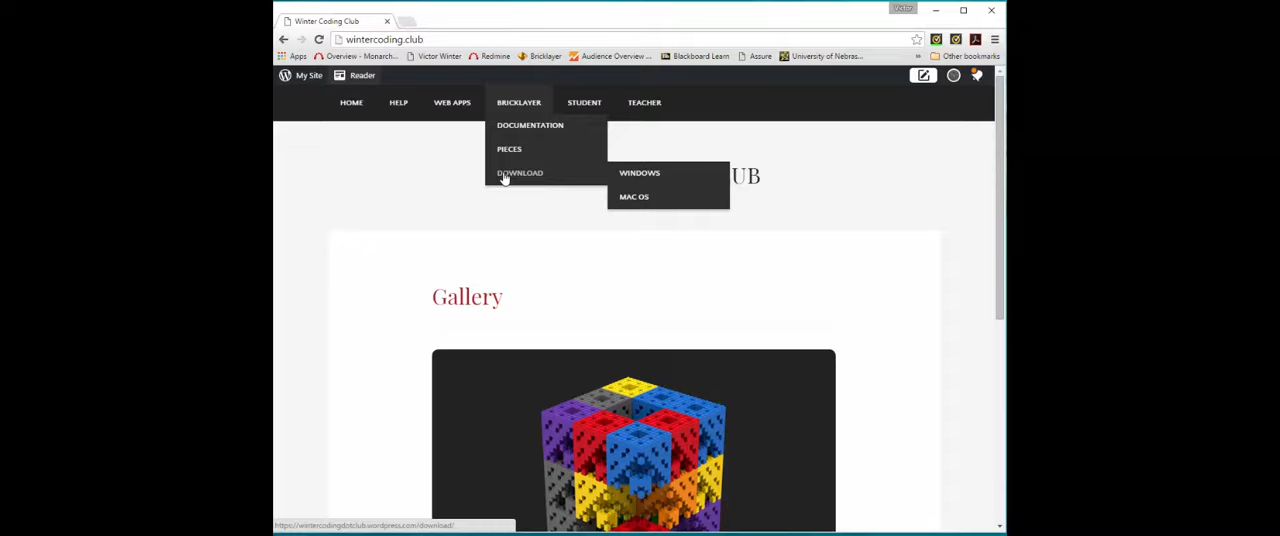 Victor
Winter Coding Club
wintercoding.club
Apps Overview - Monarch... Victor Winter Redmine Bricklayer Audience Overview ... Blackboard Learn Assure University of Nebras... » Other bookmarks
My Site Reader
HOME HELP WEB APPS BRICKLAYER STUDENT TEACHER
DOCUMENTATION
PIECES
DOWNLOAD WINDOWS UB
MAC OS
Gallery
https://wintercodingdotclub.wordpress.com/download/